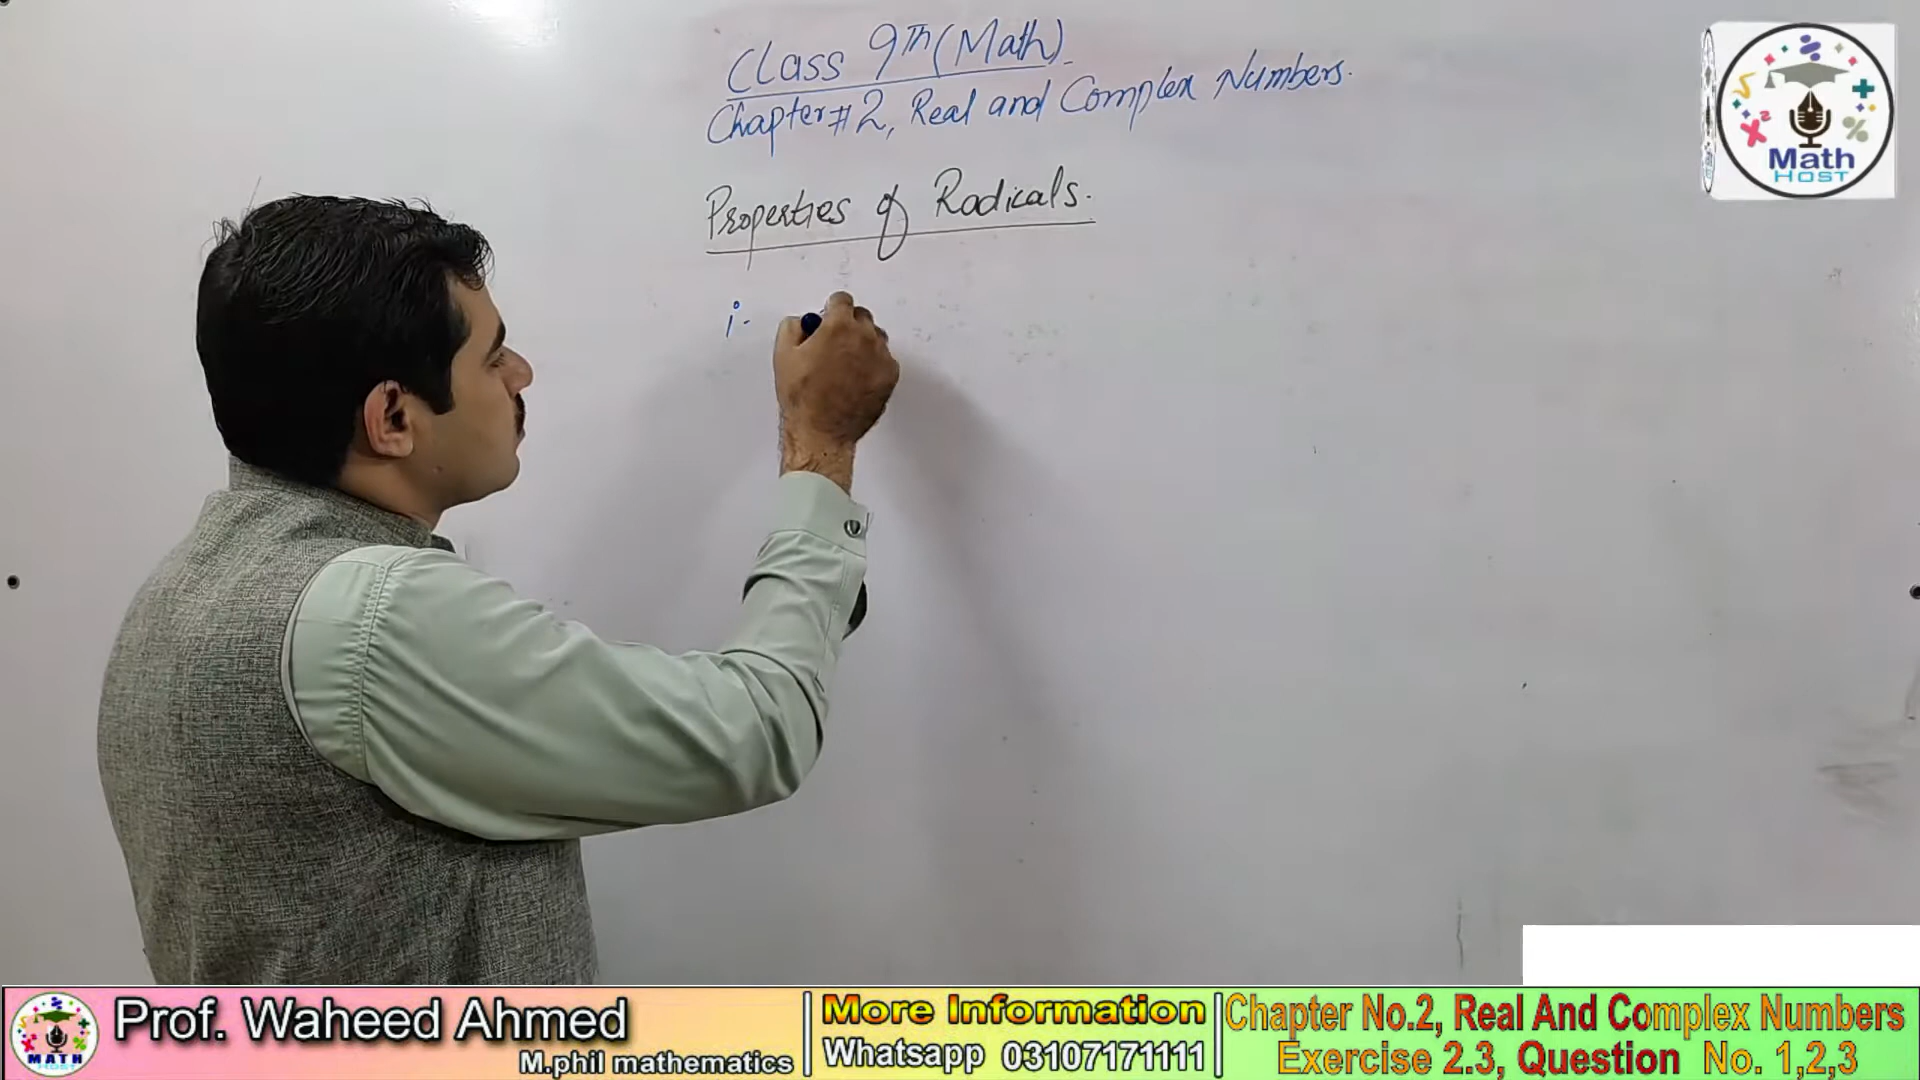 Class 9Th (Math)
Chapter # 2, Real and Complex Numbers.
Properties of Radicals.
i-
Math
HOST
MATH
HOST
Prof. Waheed Ahmed
M.phil mathematics
More Information
Whatsapp 03107171111
Chapter No.2, Real And Complex Numbers
Exercise 2.3, Question No. 1,2,3